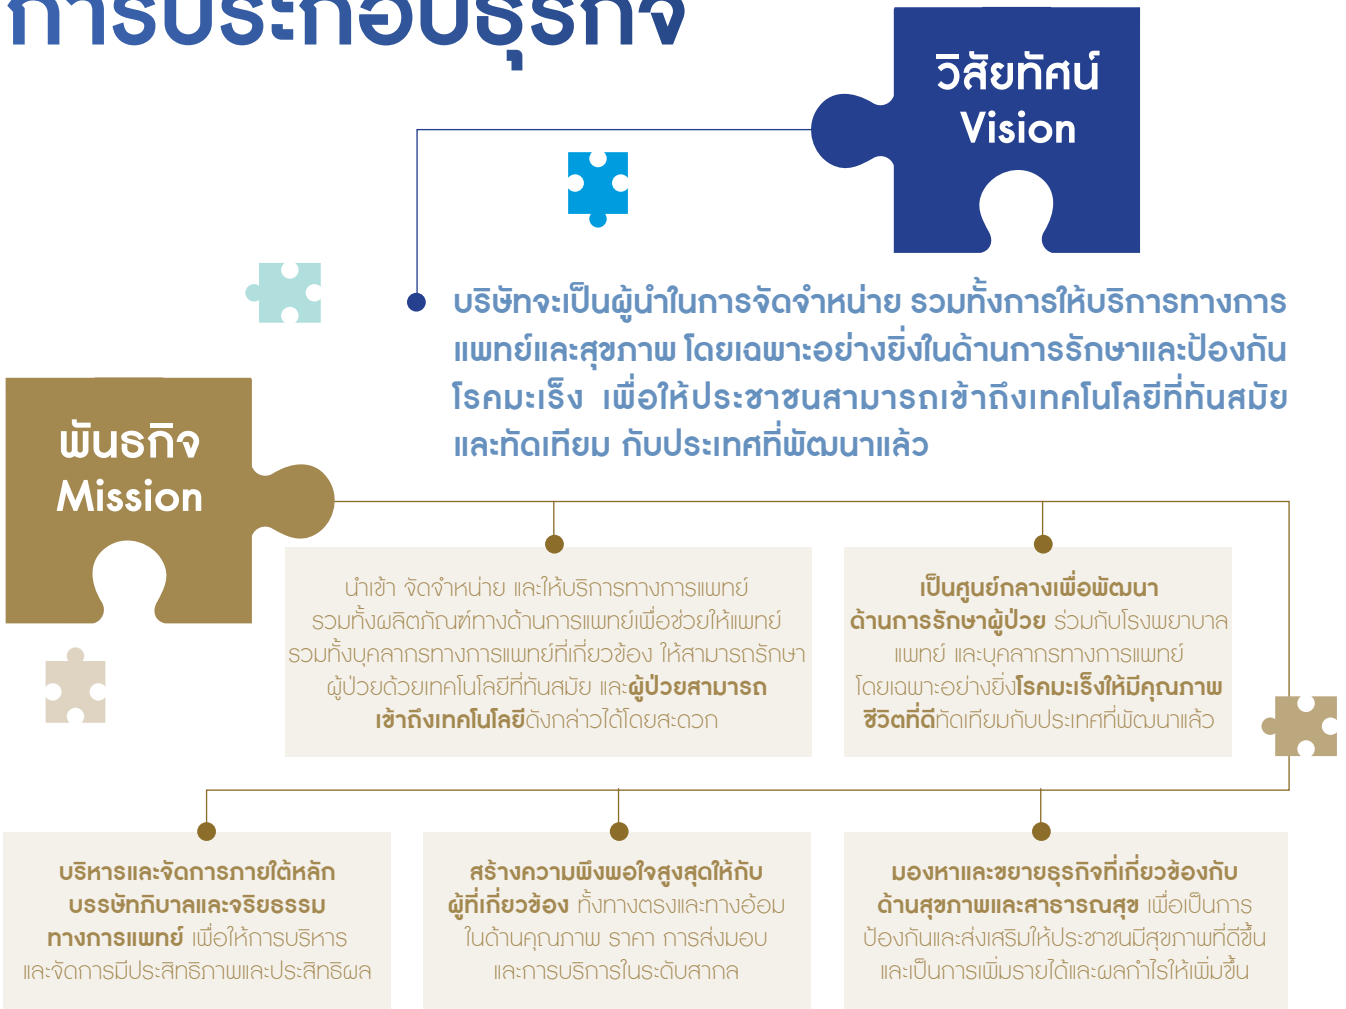 การประกอบธุรกิจ
วิสัยทัศน์
Vision
บริษัทจะเป็นผู้นำในการจัดจำหน่าย รวมทั้งการให้บริการทางการ
แพทย์และสุขภาพ โดยเฉพาะอย่างยิ่งในด้านการรักษาและป้องกัน
โรคมะเร็ง เพื่อให้ประชาชนสามารถเข้าถึงเทคโนโลยีที่ทันสมัย
และทัดเทียม กับประเทศที่พัฒนาแล้ว
พันธกิจ
Mission
นำเข้า จัดจำหน่าย และให้บริการทางการแพทย์
รวมทั้งผลิตภัณฑ์ทางด้านการแพทย์เพื่อช่วยให้แพทย์
รวมทั้งบุคลากรทางการแพทย์ที่เกี่ยวข้อง ให้สามารถรักษา
ผู้ป่วยด้วยเทคโนโลยีที่ทันสมัย และผู้ป่วยสามารถ
เข้าถึงเทคโนโลยีดังกล่าวได้โดยสะดวก
เป็นศูนย์กลางเพื่อพัฒนา
ด้านการรักษาผู้ป่วย ร่วมกับโรงพยาบาล
แพทย์ และบุคลากรทางการแพทย์
โดยเฉพาะอย่างยิ่งโรคมะเร็งให้มีคุณภาพ
ชีวิตที่ดีทัดเทียมกับประเทศที่พัฒนาแล้ว
บริหารและจัดการภายใต้หลัก
บรรษัทภิบาลและจริยธรรม
ทางการแพทย์ เพื่อให้การบริหาร
และจัดการมีประสิทธิภาพและประสิทธิผล
สร้างความพึงพอใจสูงสุดให้กับ
ผู้ที่เกี่ยวข้อง ทั้งทางตรงและทางอ้อม
ในด้านคุณภาพ ราคา การส่งมอบ
และการบริการในระดับสากล
มองหาและขยายธุรกิจที่เกี่ยวข้องกับ
ด้านสุขภาพและสาธารณสุข เพื่อเป็นการ
ป้องกันและส่งเสริมให้ประชาชนมีสุขภาพที่ดีขึ้น
และเป็นการเพิ่มรายได้และผลกำไรให้เพิ่มขึ้น